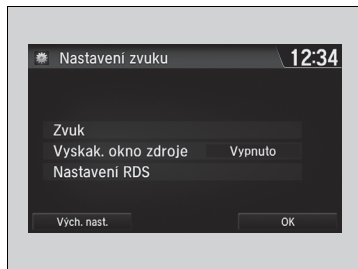 Nastavení zvuku
12:34
Zvuk
Vyskak. okno zdroje Vypnuto
Nastavení RDS
Vých. nast.
OK